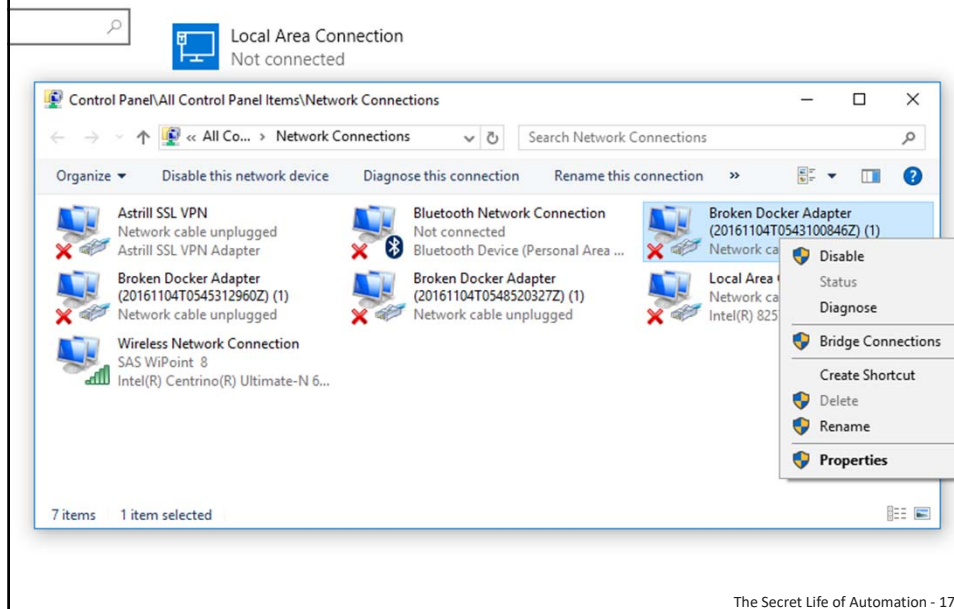 Local Area Connection
Not connected
Control Panel\All Control Panel Items\Network Connections
« All Co... › Network Connections
Search Network Connections
Organize
Disable this network device
Diagnose this connection
Rename this connection
»
Astrill SSL VPN
Network cable unplugged
Astrill SSL VPN Adapter
Bluetooth Network Connection
Not connected
Bluetooth Device (Personal Area ...
Broken Docker Adapter
(20161104T0543100846Z) (1)
Network ca
Broken Docker Adapter
(20161104T0545312960Z) (1)
Network cable unplugged
Broken Docker Adapter
(20161104T0548520327Z) (1)
Network cable unplugged
Local Area
Network ca
Intel(R) 825
Wireless Network Connection
SAS WiPoint 8
Intel(R) Centrino(R) Ultimate-N 6...
Disable
Status
Diagnose
Bridge Connections
Create Shortcut
Delete
Rename
Properties
7 items
1 item selected
The Secret Life of Automation - 17